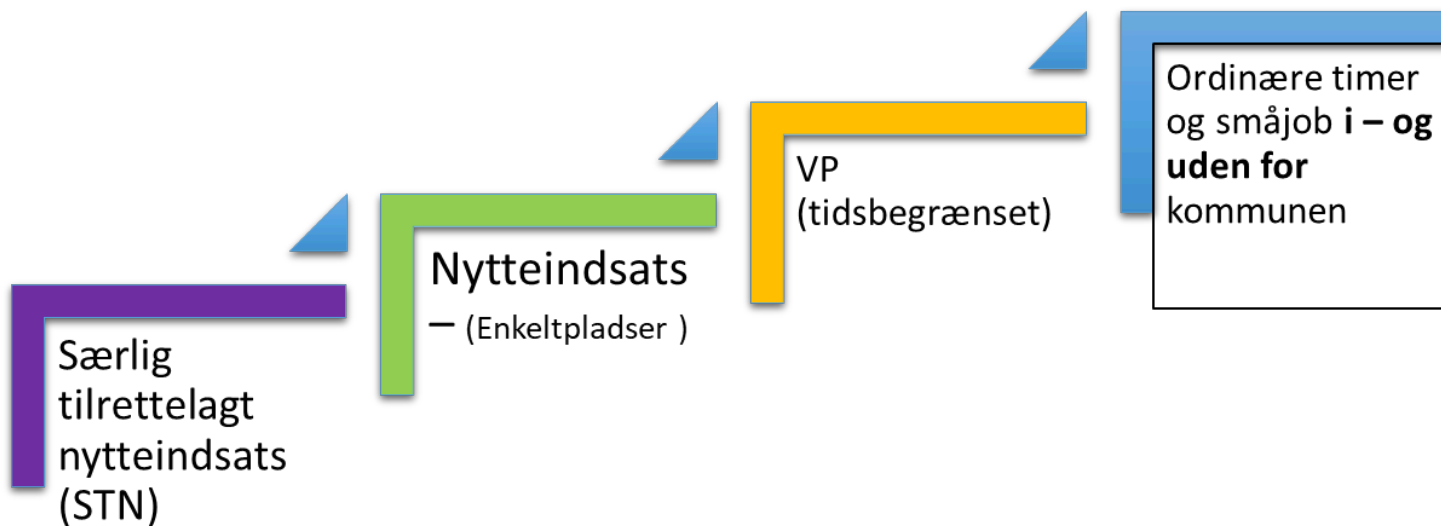 Særlig
tilrettelagt
nytteindsats
(STN)
Nytteindsats
– (Enkeltpladser )
VP
(tidsbegrænset)
Ordinære timer
og småjob i – og
uden for
kommunen